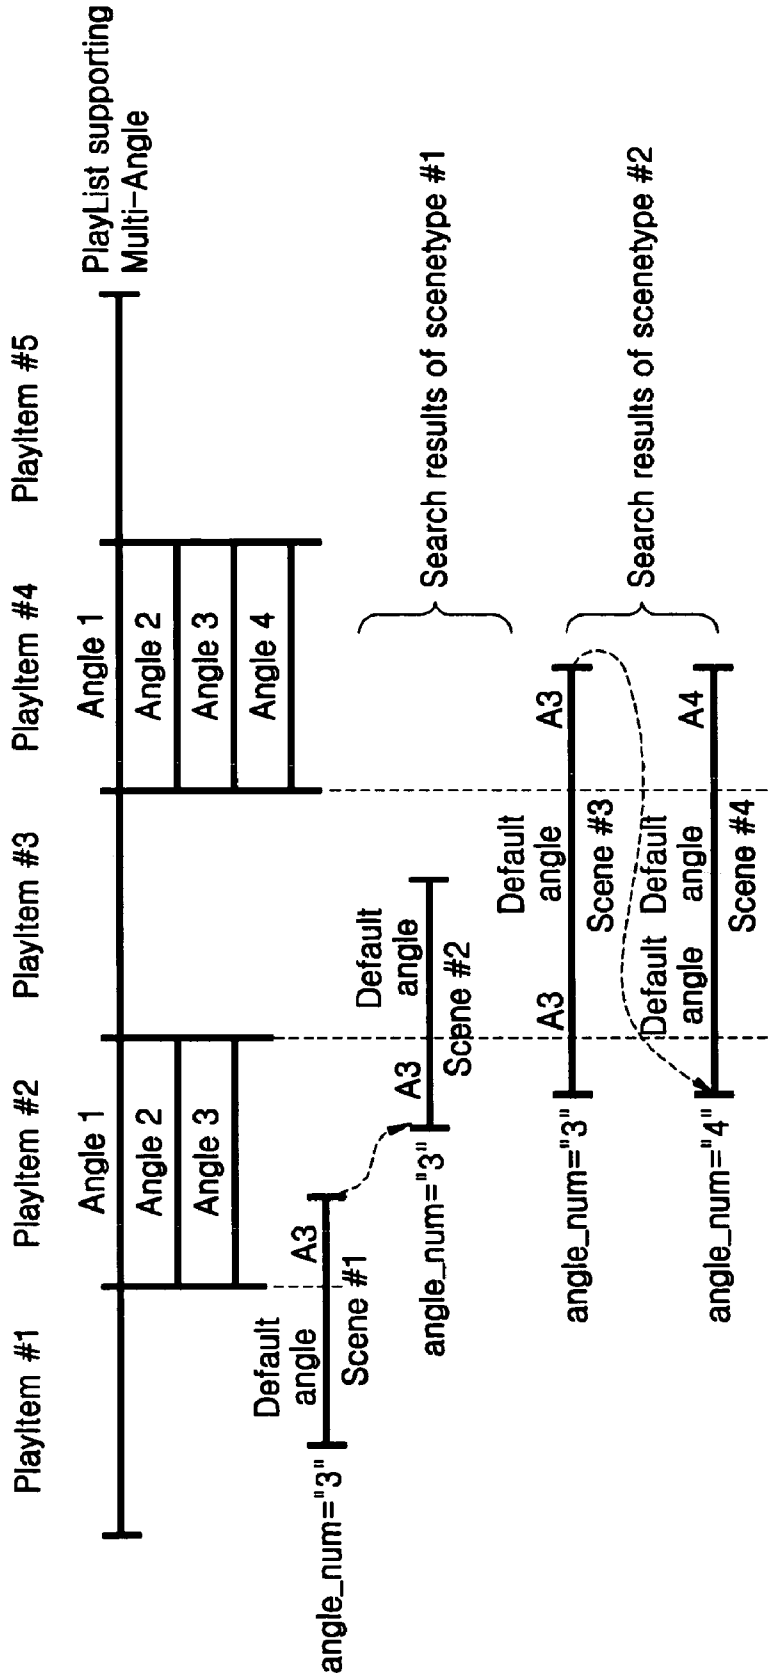 PlayItem #1
PlayItem #2
PlayItem #3
PlayItem #4
PlayItem #5
PlayList supporting
Multi-Angle
Angle 1
Angle 2
Angle 3
Angle 1
Angle 2
Angle 3
Angle 4
Default
angle
A3
Scene #1
angle_num="3"
Default
angle
A3
Scene #2
angle_num="3"
Search results of scenetype #1
Default
angle
A3
A3
Scene #3
angle_num="3"
Search results of scenetype #2
Default
angle
Default
angle
A4
Scene #4
angle_num="4"